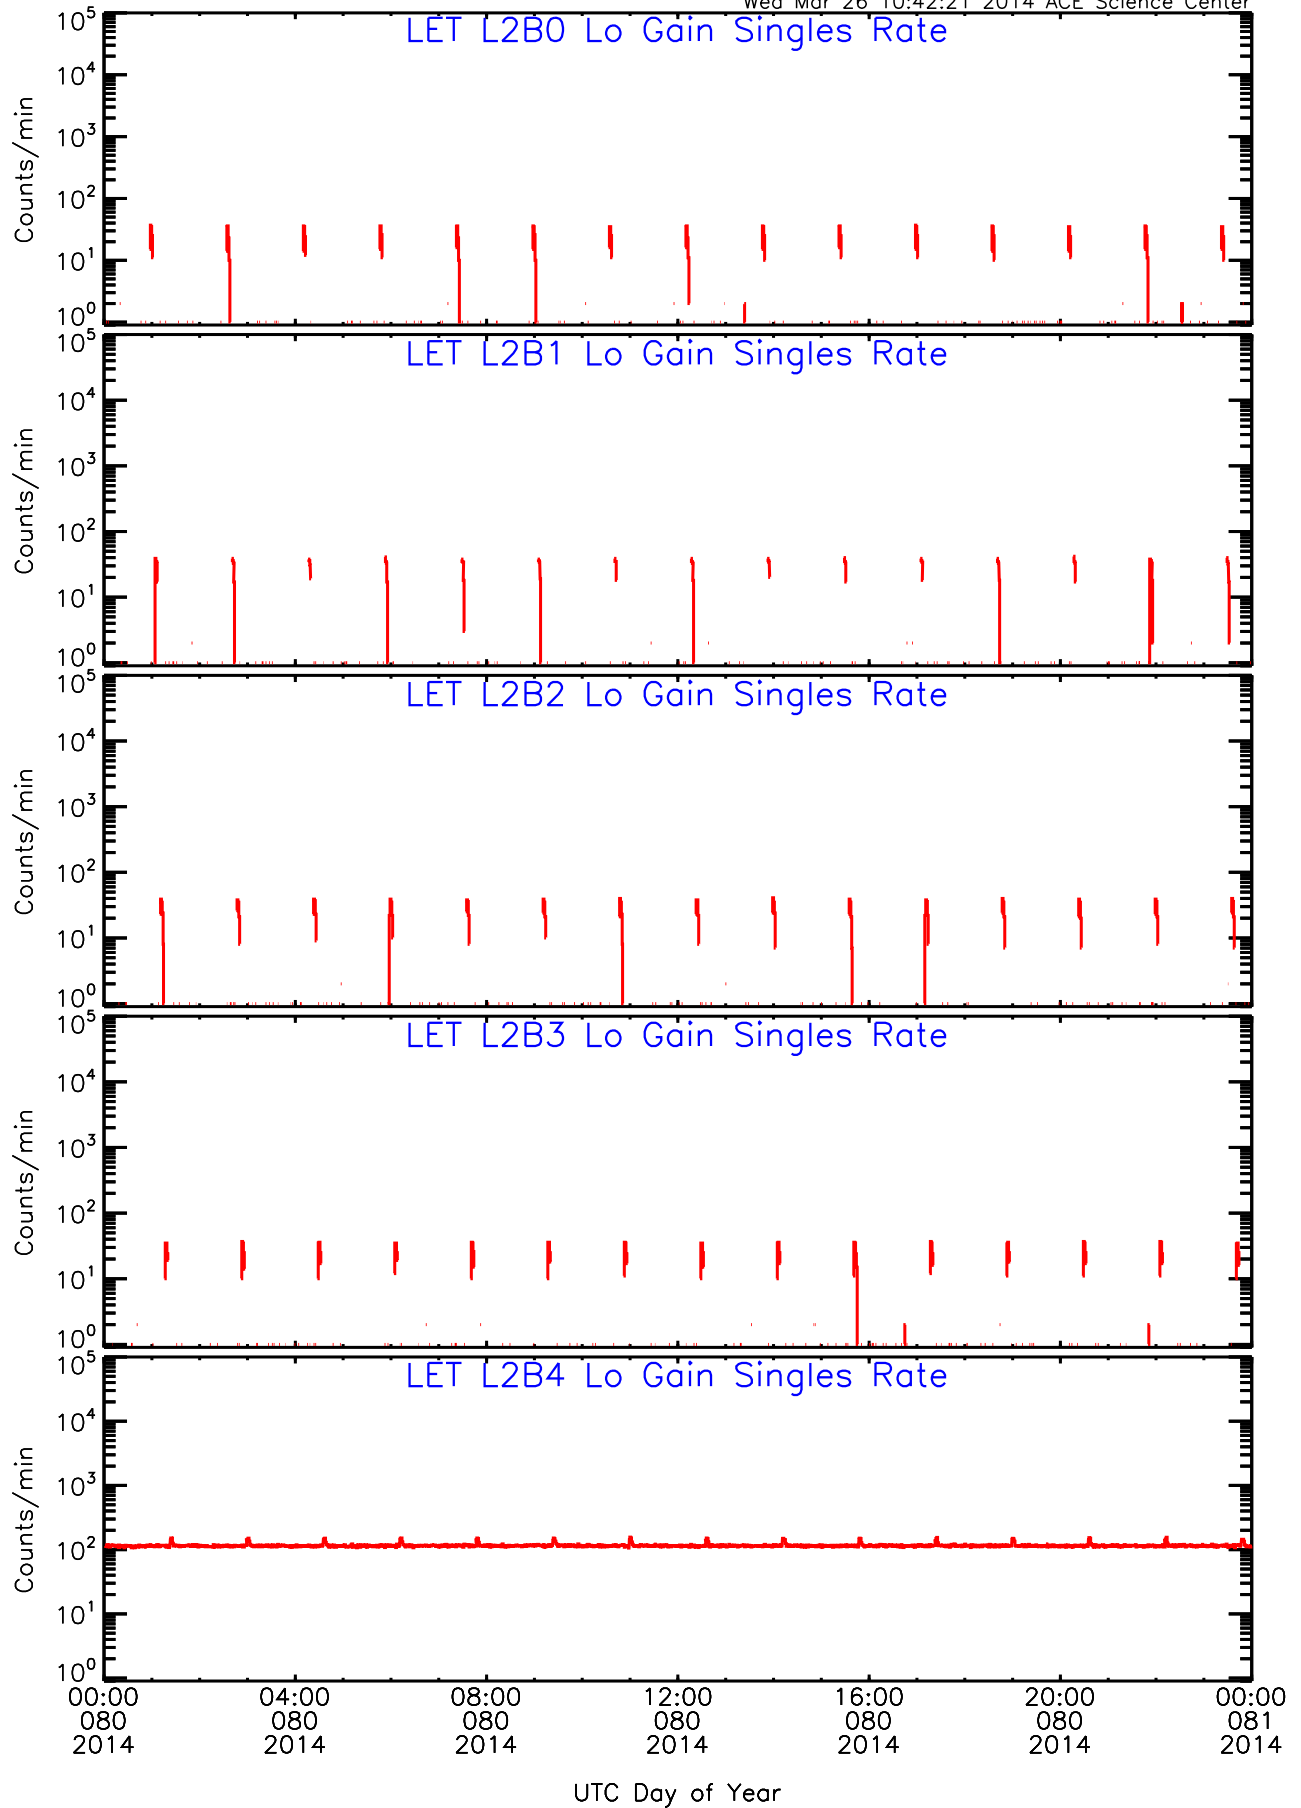 Wed Mar 26 10:42:21 2014 ACE Science Center
LET L2B0 Lo Gain Singles Rate
10^5
10^4
10^3
10^2
10^1
10^0
Counts/min
LET L2B1 Lo Gain Singles Rate
10^5
10^4
10^3
10^2
10^1
10^0
Counts/min
LET L2B2 Lo Gain Singles Rate
10^5
10^4
10^3
10^2
10^1
10^0
Counts/min
LET L2B3 Lo Gain Singles Rate
10^5
10^4
10^3
10^2
10^1
10^0
Counts/min
LET L2B4 Lo Gain Singles Rate
10^5
10^4
10^3
10^2
10^1
10^0
Counts/min
00:00 04:00 08:00 12:00 16:00 20:00 00:00
080 080 080 080 080 080 081
2014 2014 2014 2014 2014 2014 2014
UTC Day of Year